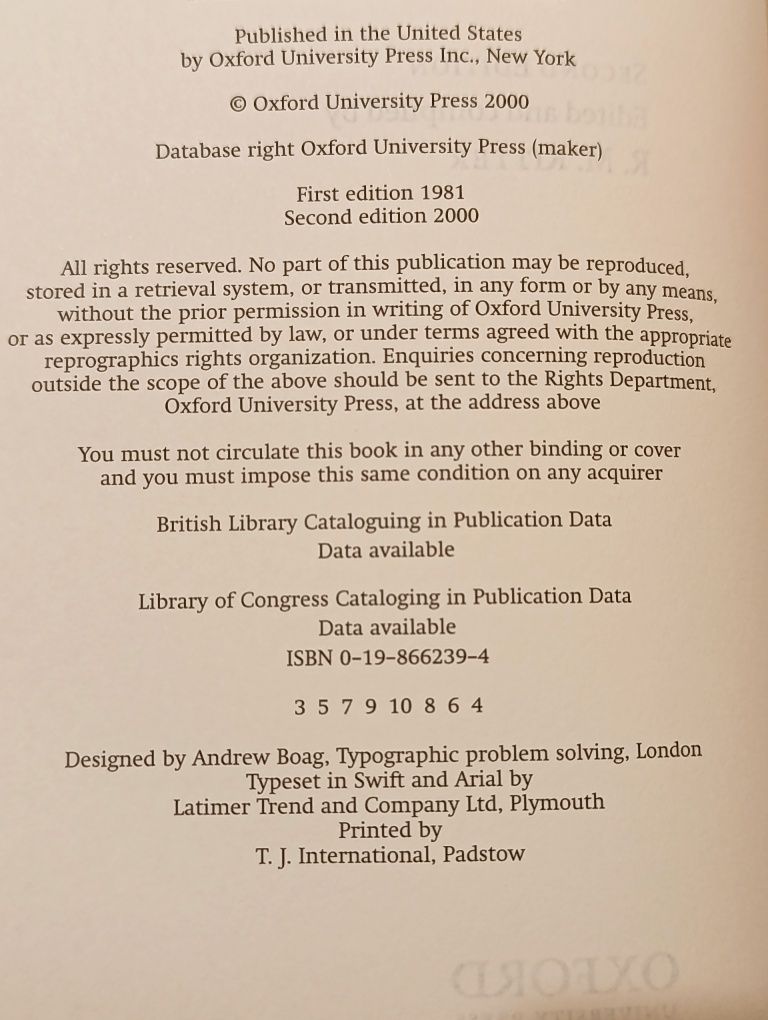 Published in the United States
by Oxford University Press Inc., New York
© Oxford University Press 2000
Database right Oxford University Press (maker)
First edition 1981
Second edition 2000
All rights reserved. No part of this publication may be reproduced,
stored in a retrieval system, or transmitted, in any form or by any means,
without the prior permission in writing of Oxford University Press,
or as expressly permitted by law, or under terms agreed with the appropriate
reprographics rights organization. Enquiries concerning reproduction
outside the scope of the above should be sent to the Rights Department,
Oxford University Press, at the address above
You must not circulate this book in any other binding or cover
and you must impose this same condition on any acquirer
British Library Cataloguing in Publication Data
Data available
Library of Congress Cataloging in Publication Data
Data available
ISBN 0–19–866239–4
3 5 7 9 10 8 6 4
Designed by Andrew Boag, Typographic problem solving, London
Typeset in Swift and Arial by
Latimer Trend and Company Ltd, Plymouth
Printed by
T. J. International, Padstow
OXFORD